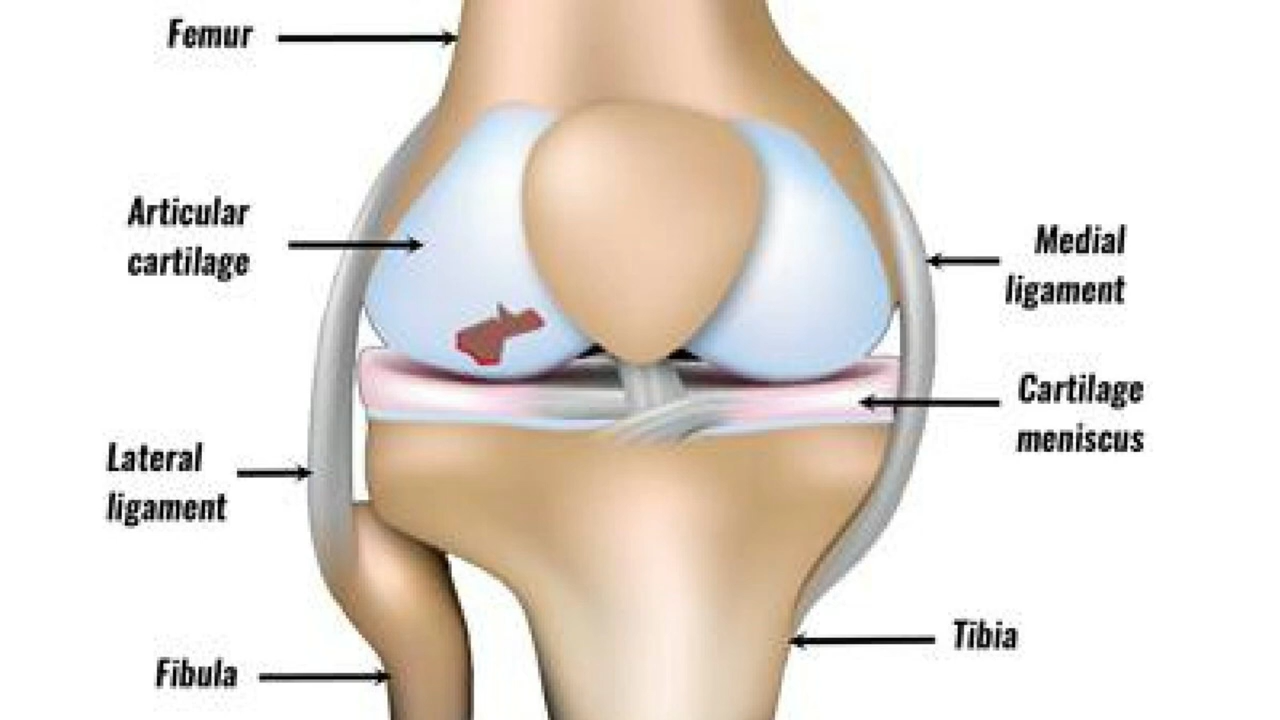 Femur
Articular
cartilage
Medial
ligament
Cartilage
meniscus
Lateral
ligament
Tibia
Fibula